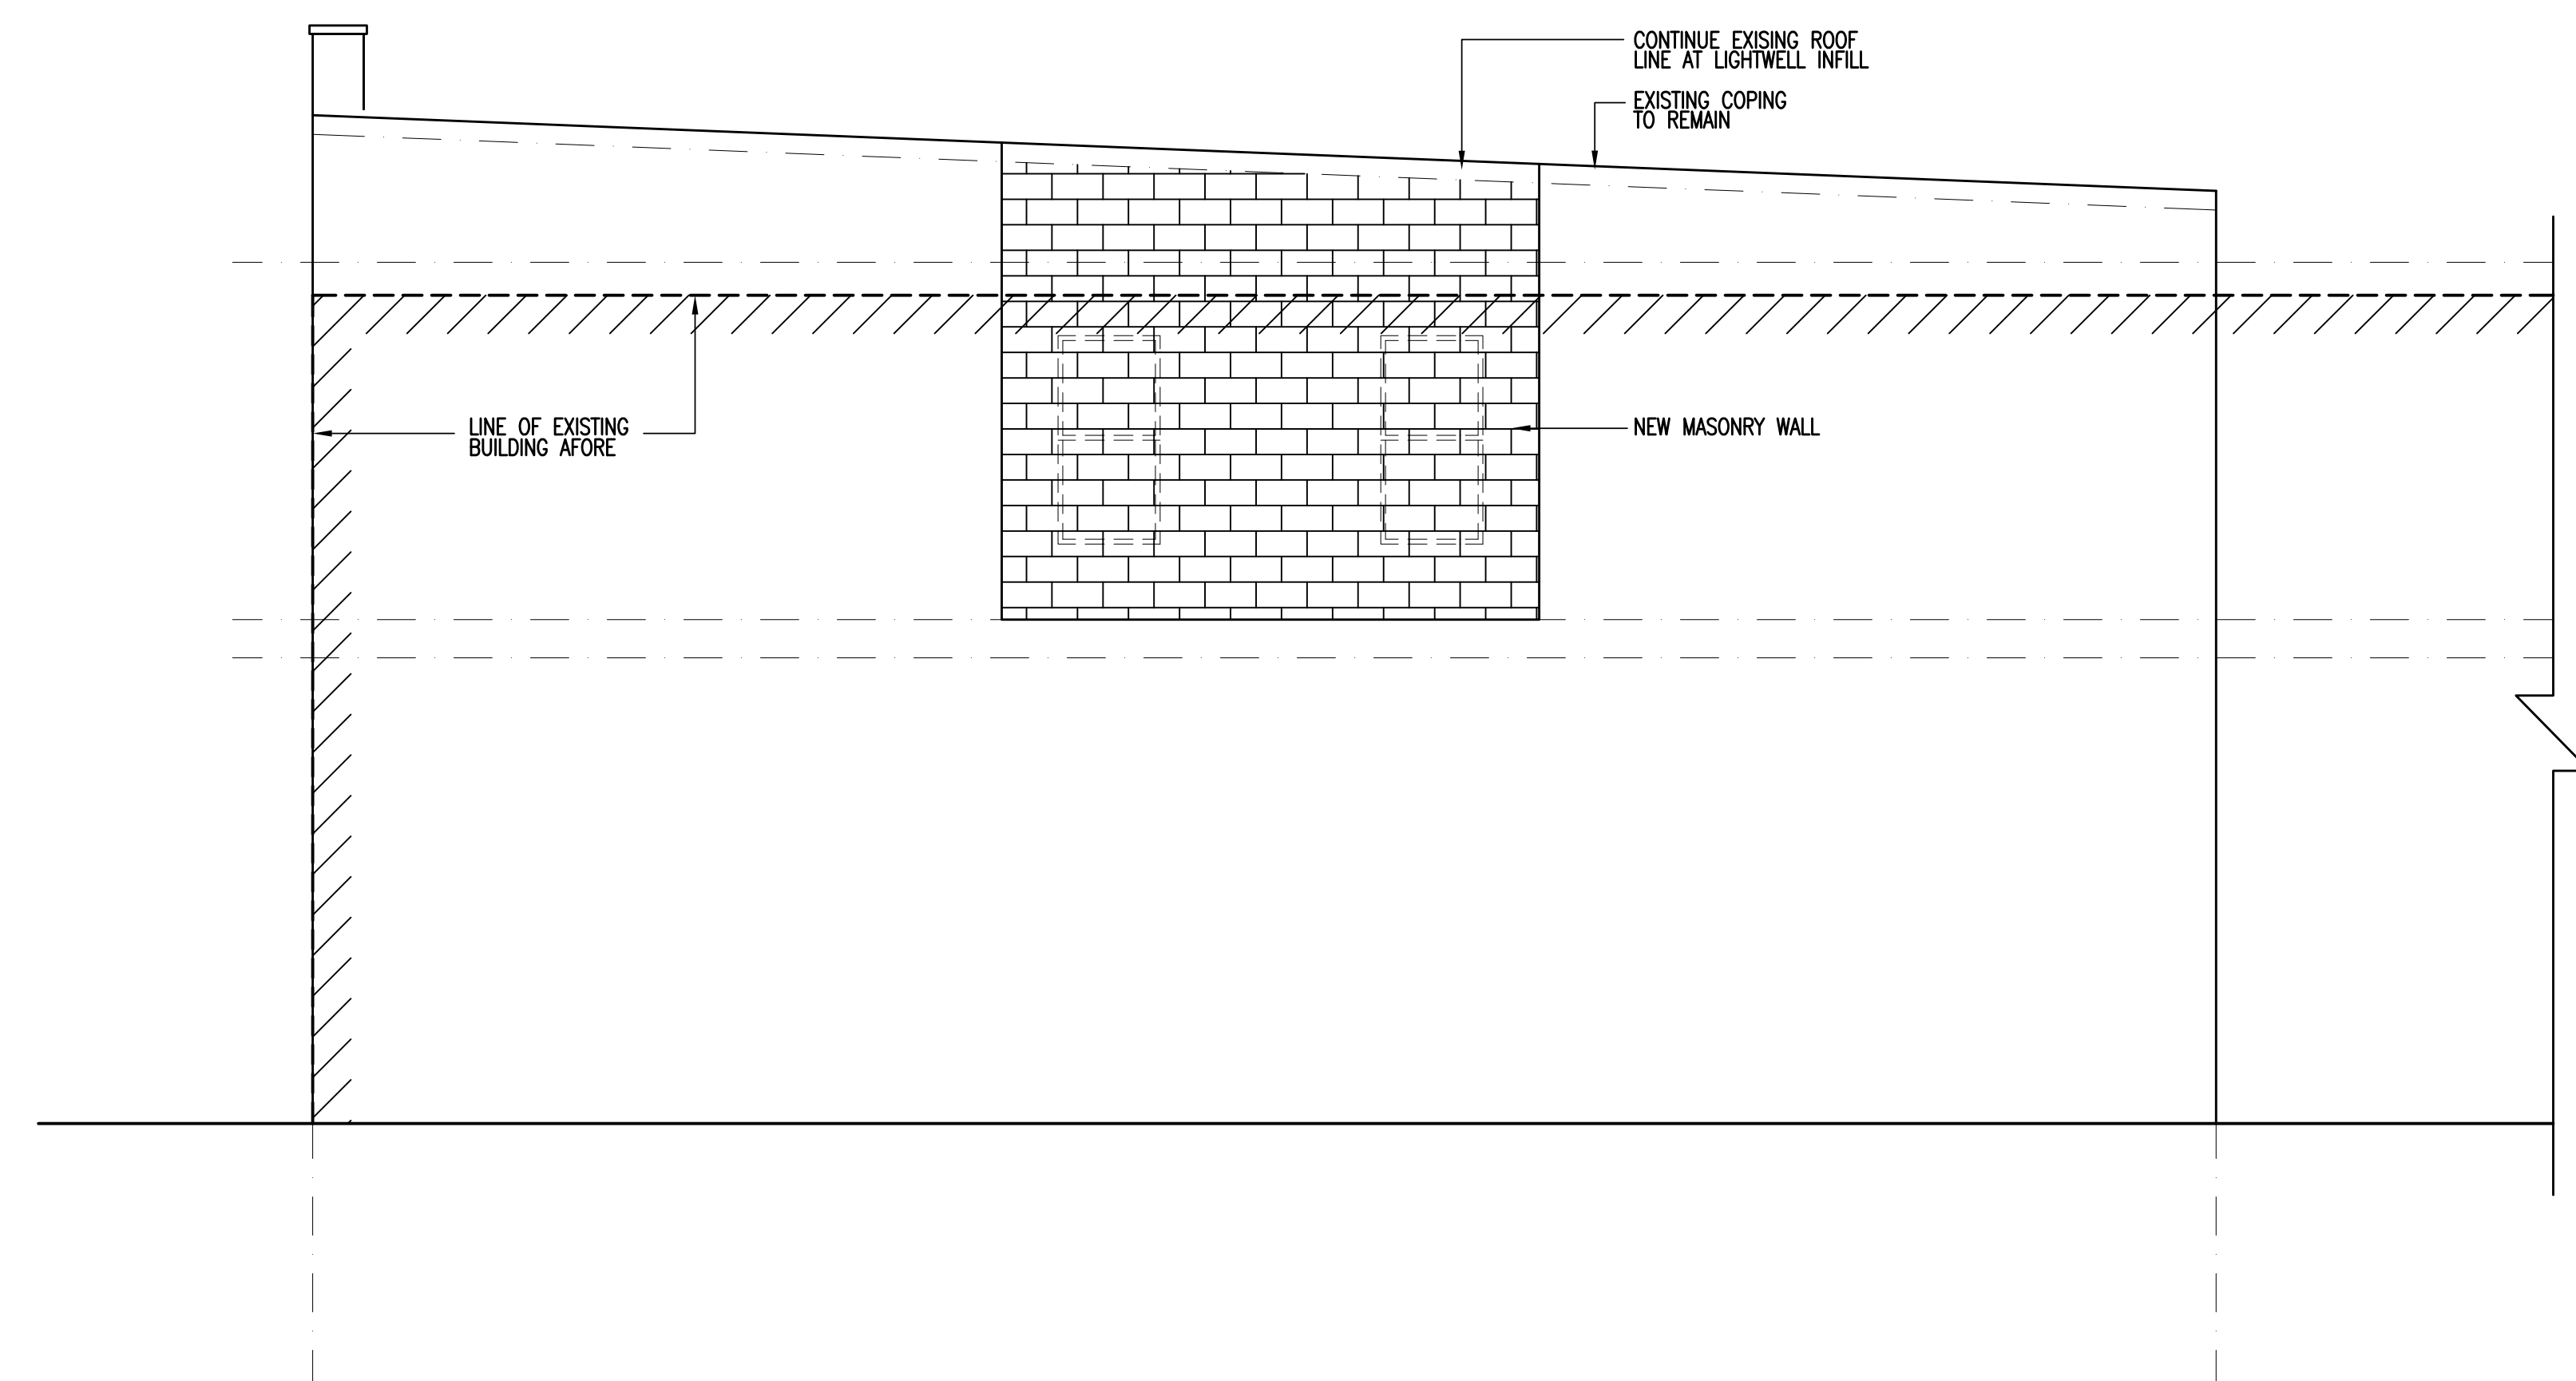 CONTINUE EXISING ROOF
LINE AT LIGHTWELL INFILL
EXISTING COPING
TO REMAIN
LINE OF EXISTING
BUILDING AFORE
NEW MASONRY WALL